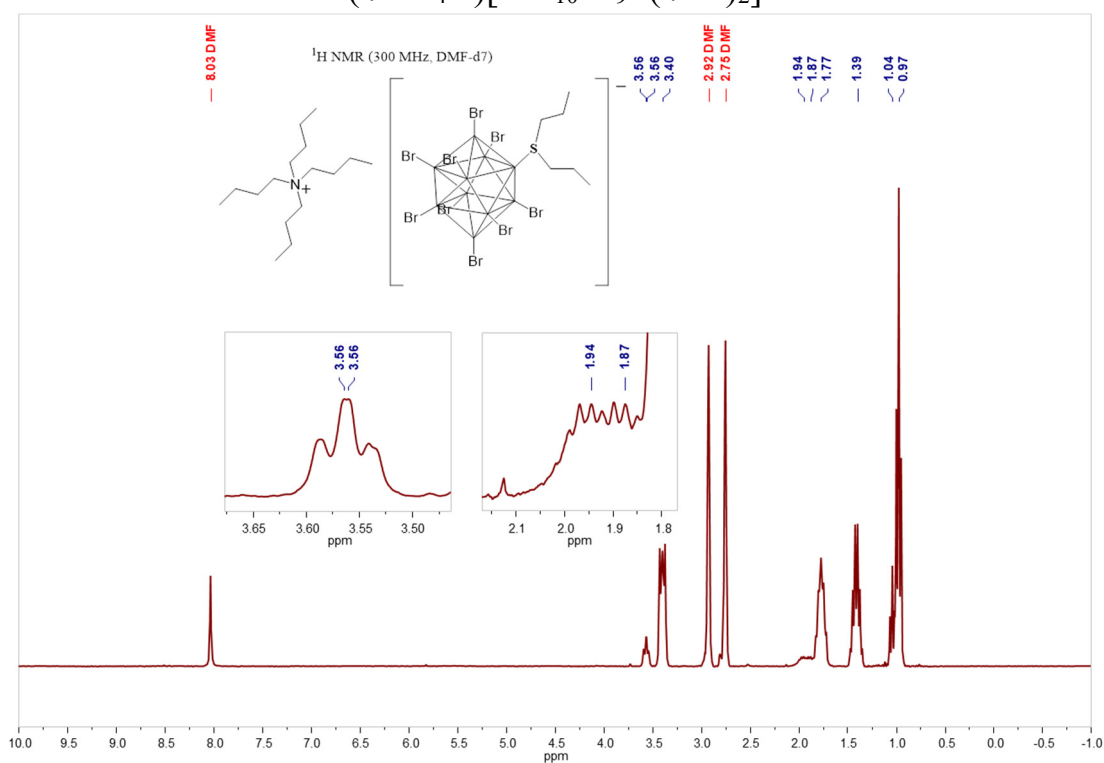 8.03 DMF
3.56
3.56
3.40
2.92 DMF
2.75 DMF
1.94
1.87
1.77
1.39
1.04
0.97
¹H NMR (300 MHz, DMF-d7)
N+
Br
Br
Br
Br
S
Br
Br
Br
Br
Br
−
3.56
3.56
3.65 3.60 3.55 3.50
ppm
1.94
1.87
2.1 2.0 1.9 1.8
ppm
10.0 9.5 9.0 8.5 8.0 7.5 7.0 6.5 6.0 5.5 5.0 4.5 4.0 3.5 3.0 2.5 2.0 1.5 1.0 0.5 0.0 -0.5 -1.0
ppm